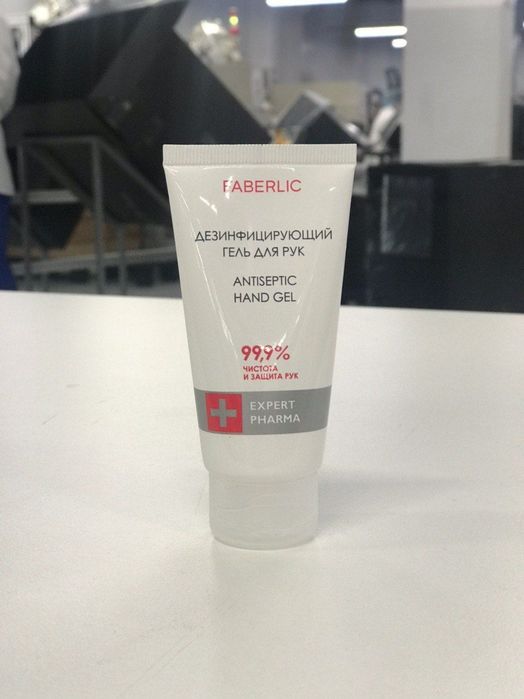 FABERLIC
ДЕЗИНФИЦИРУЮЩИЙ
ГЕЛЬ ДЛЯ РУК
ANTISEPTIC
HAND GEL
99,9%
ЧИСТОТА
И ЗАЩИТА РУК
EXPERT
PHARMA